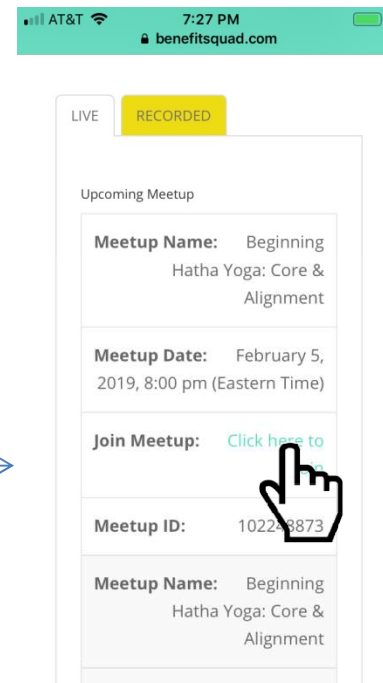 AT&T 7:27 PM
benefitsquad.com
LIVE RECORDED
Upcoming Meetup
Meetup Name: Beginning
Hatha Yoga: Core &
Alignment
Meetup Date: February 5,
2019, 8:00 pm (Eastern Time)
Join Meetup: Click here to
Meetup ID:
Meetup Name: Beginning
Hatha Yoga: Core &
Alignment